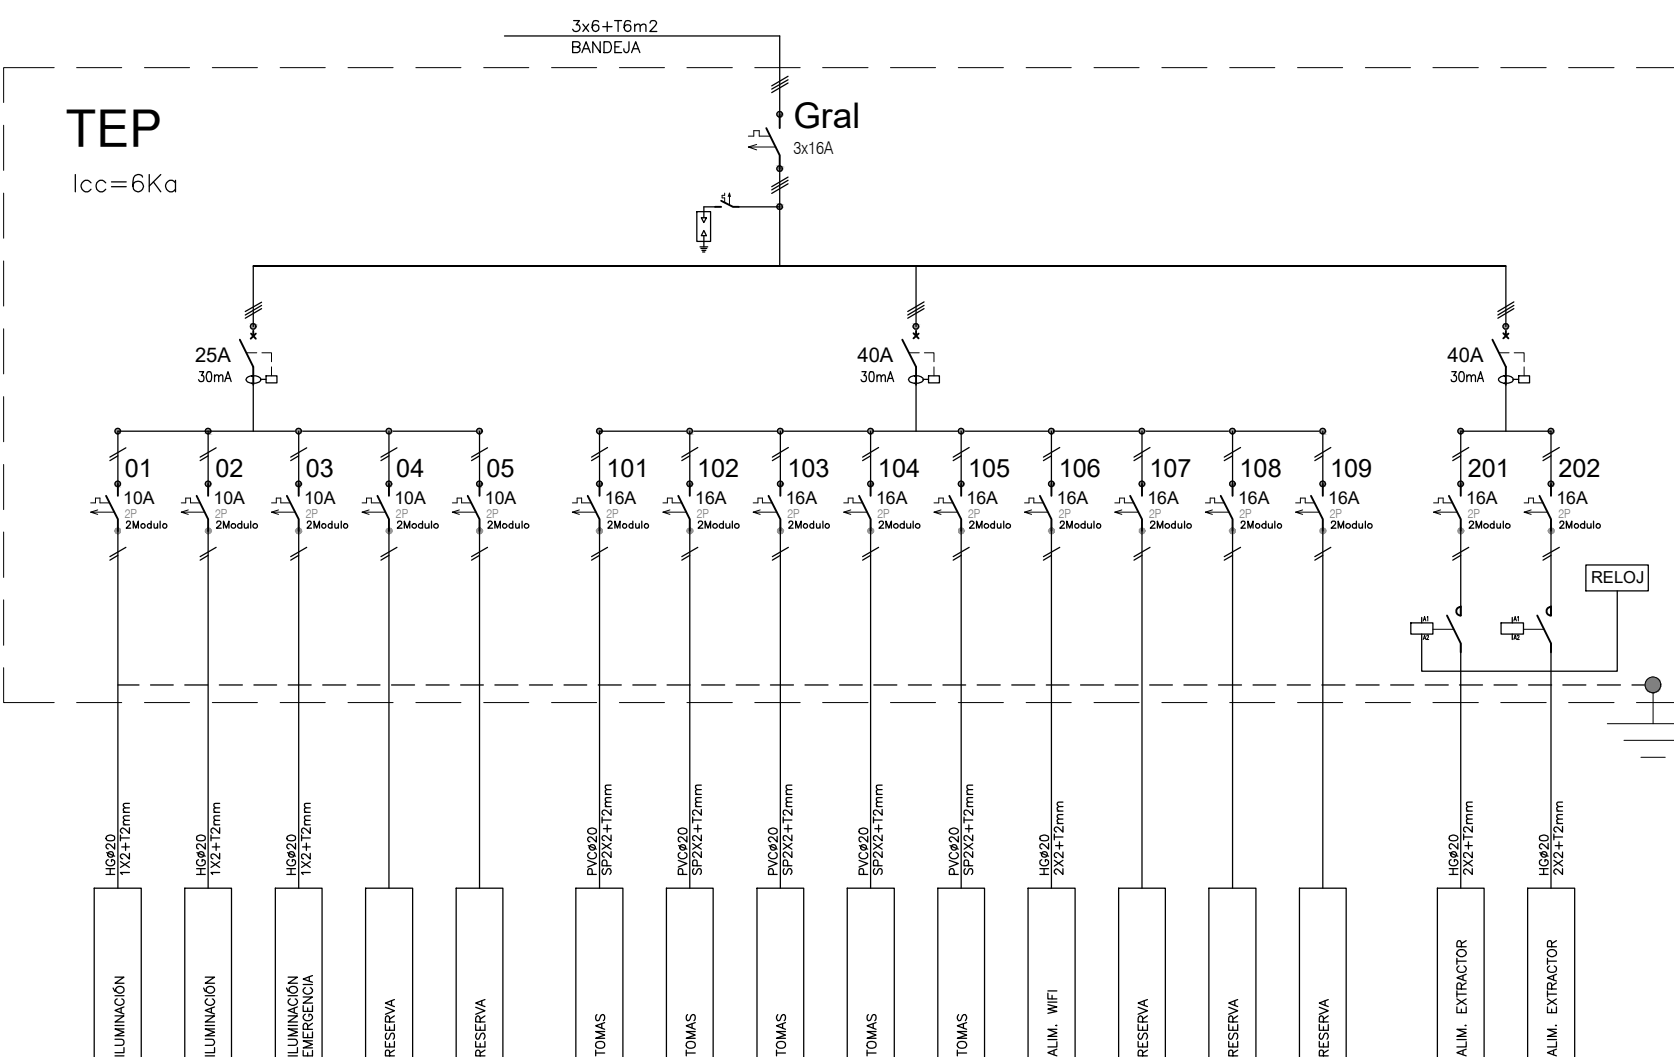 3x6+T6m2
BANDEJA
TEP
Icc=6Ka
Gral
3x16A
25A
30mA
40A
30mA
40A
30mA
01
10A
2P
2Modulo
02
10A
2P
2Modulo
03
10A
2P
2Modulo
04
10A
2P
2Modulo
05
10A
2P
2Modulo
101
16A
2P
2Modulo
102
16A
2P
2Modulo
103
16A
2P
2Modulo
104
16A
2P
2Modulo
105
16A
2P
2Modulo
106
16A
2P
2Modulo
107
16A
2P
2Modulo
108
16A
2P
2Modulo
109
16A
2P
2Modulo
201
16A
2P
2Modulo
202
16A
2P
2Modulo
RELOJ
A1
A2
A1
A2
HGø20
1X2+T2mm
HGø20
1X2+T2mm
HGø20
1X2+T2mm
PVCø20
SP2X2+T2mm
PVCø20
SP2X2+T2mm
PVCø20
SP2X2+T2mm
PVCø20
SP2X2+T2mm
PVCø20
SP2X2+T2mm
HGø20
2X2+T2mm
HGø20
2X2+T2mm
HGø20
2X2+T2mm
ILUMINACIÓN
ILUMINACIÓN
ILUMINACIÓN
EMERGENCIA
RESERVA
RESERVA
TOMAS
TOMAS
TOMAS
TOMAS
TOMAS
ALIM. WIFI
RESERVA
RESERVA
RESERVA
ALIM. EXTRACTOR
ALIM. EXTRACTOR